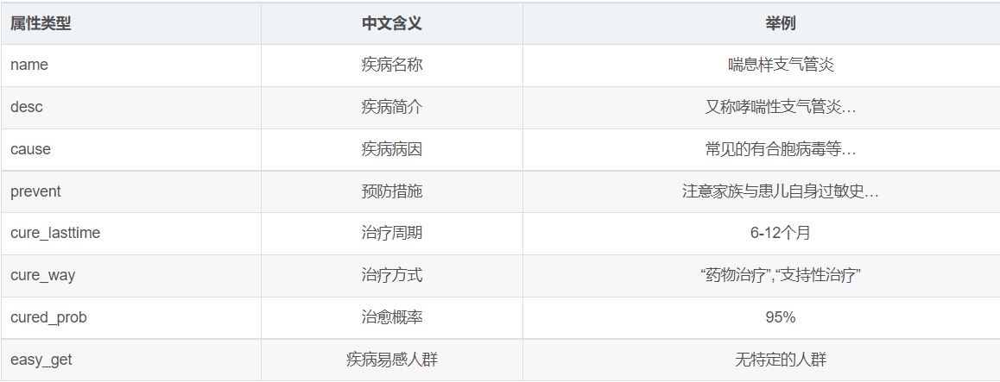 属性类型 中文含义 举例
name 疾病名称 喘息样支气管炎
desc 疾病简介 又称哮喘性支气管炎…
cause 疾病病因 常见的有合胞病毒等…
prevent 预防措施 注意家族与患儿自身过敏史…
cure_lasttime 治疗周期 6-12个月
cure_way 治疗方式 “药物治疗”,“支持性治疗”
cured_prob 治愈概率 95%
easy_get 疾病易感人群 无特定的人群